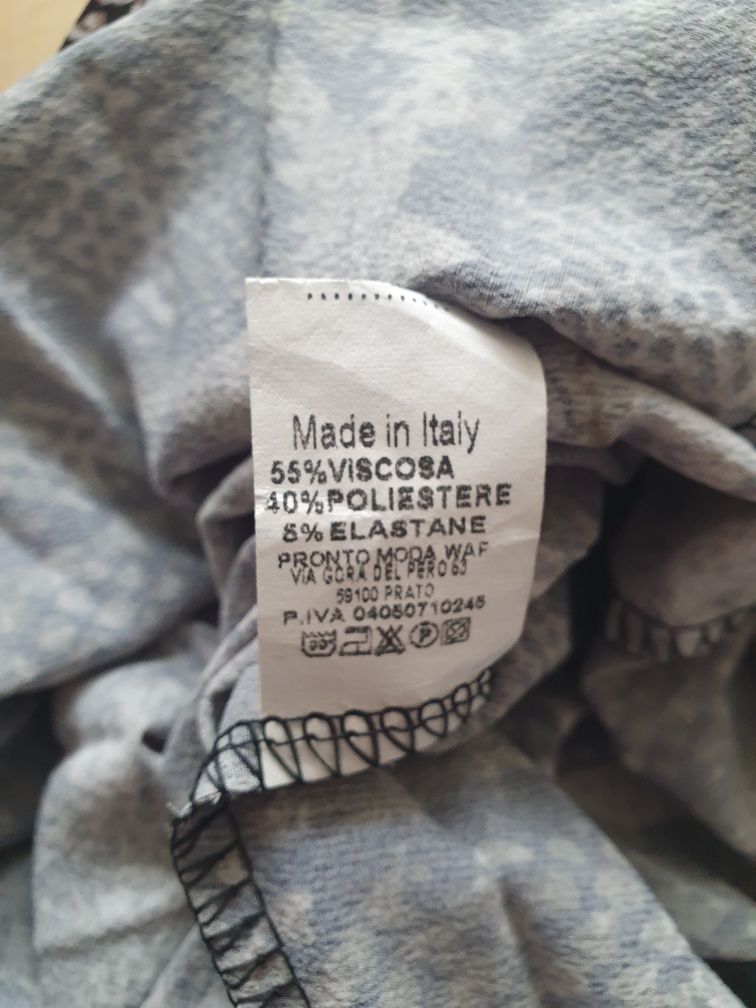 Made in Italy
55%VISCOSA
40%POLIESTERE
5% ELASTANE
PRONTO MODA WAF
VIA GORA DEL PERO 63
59100 PRATO
P.IVA 04050710246